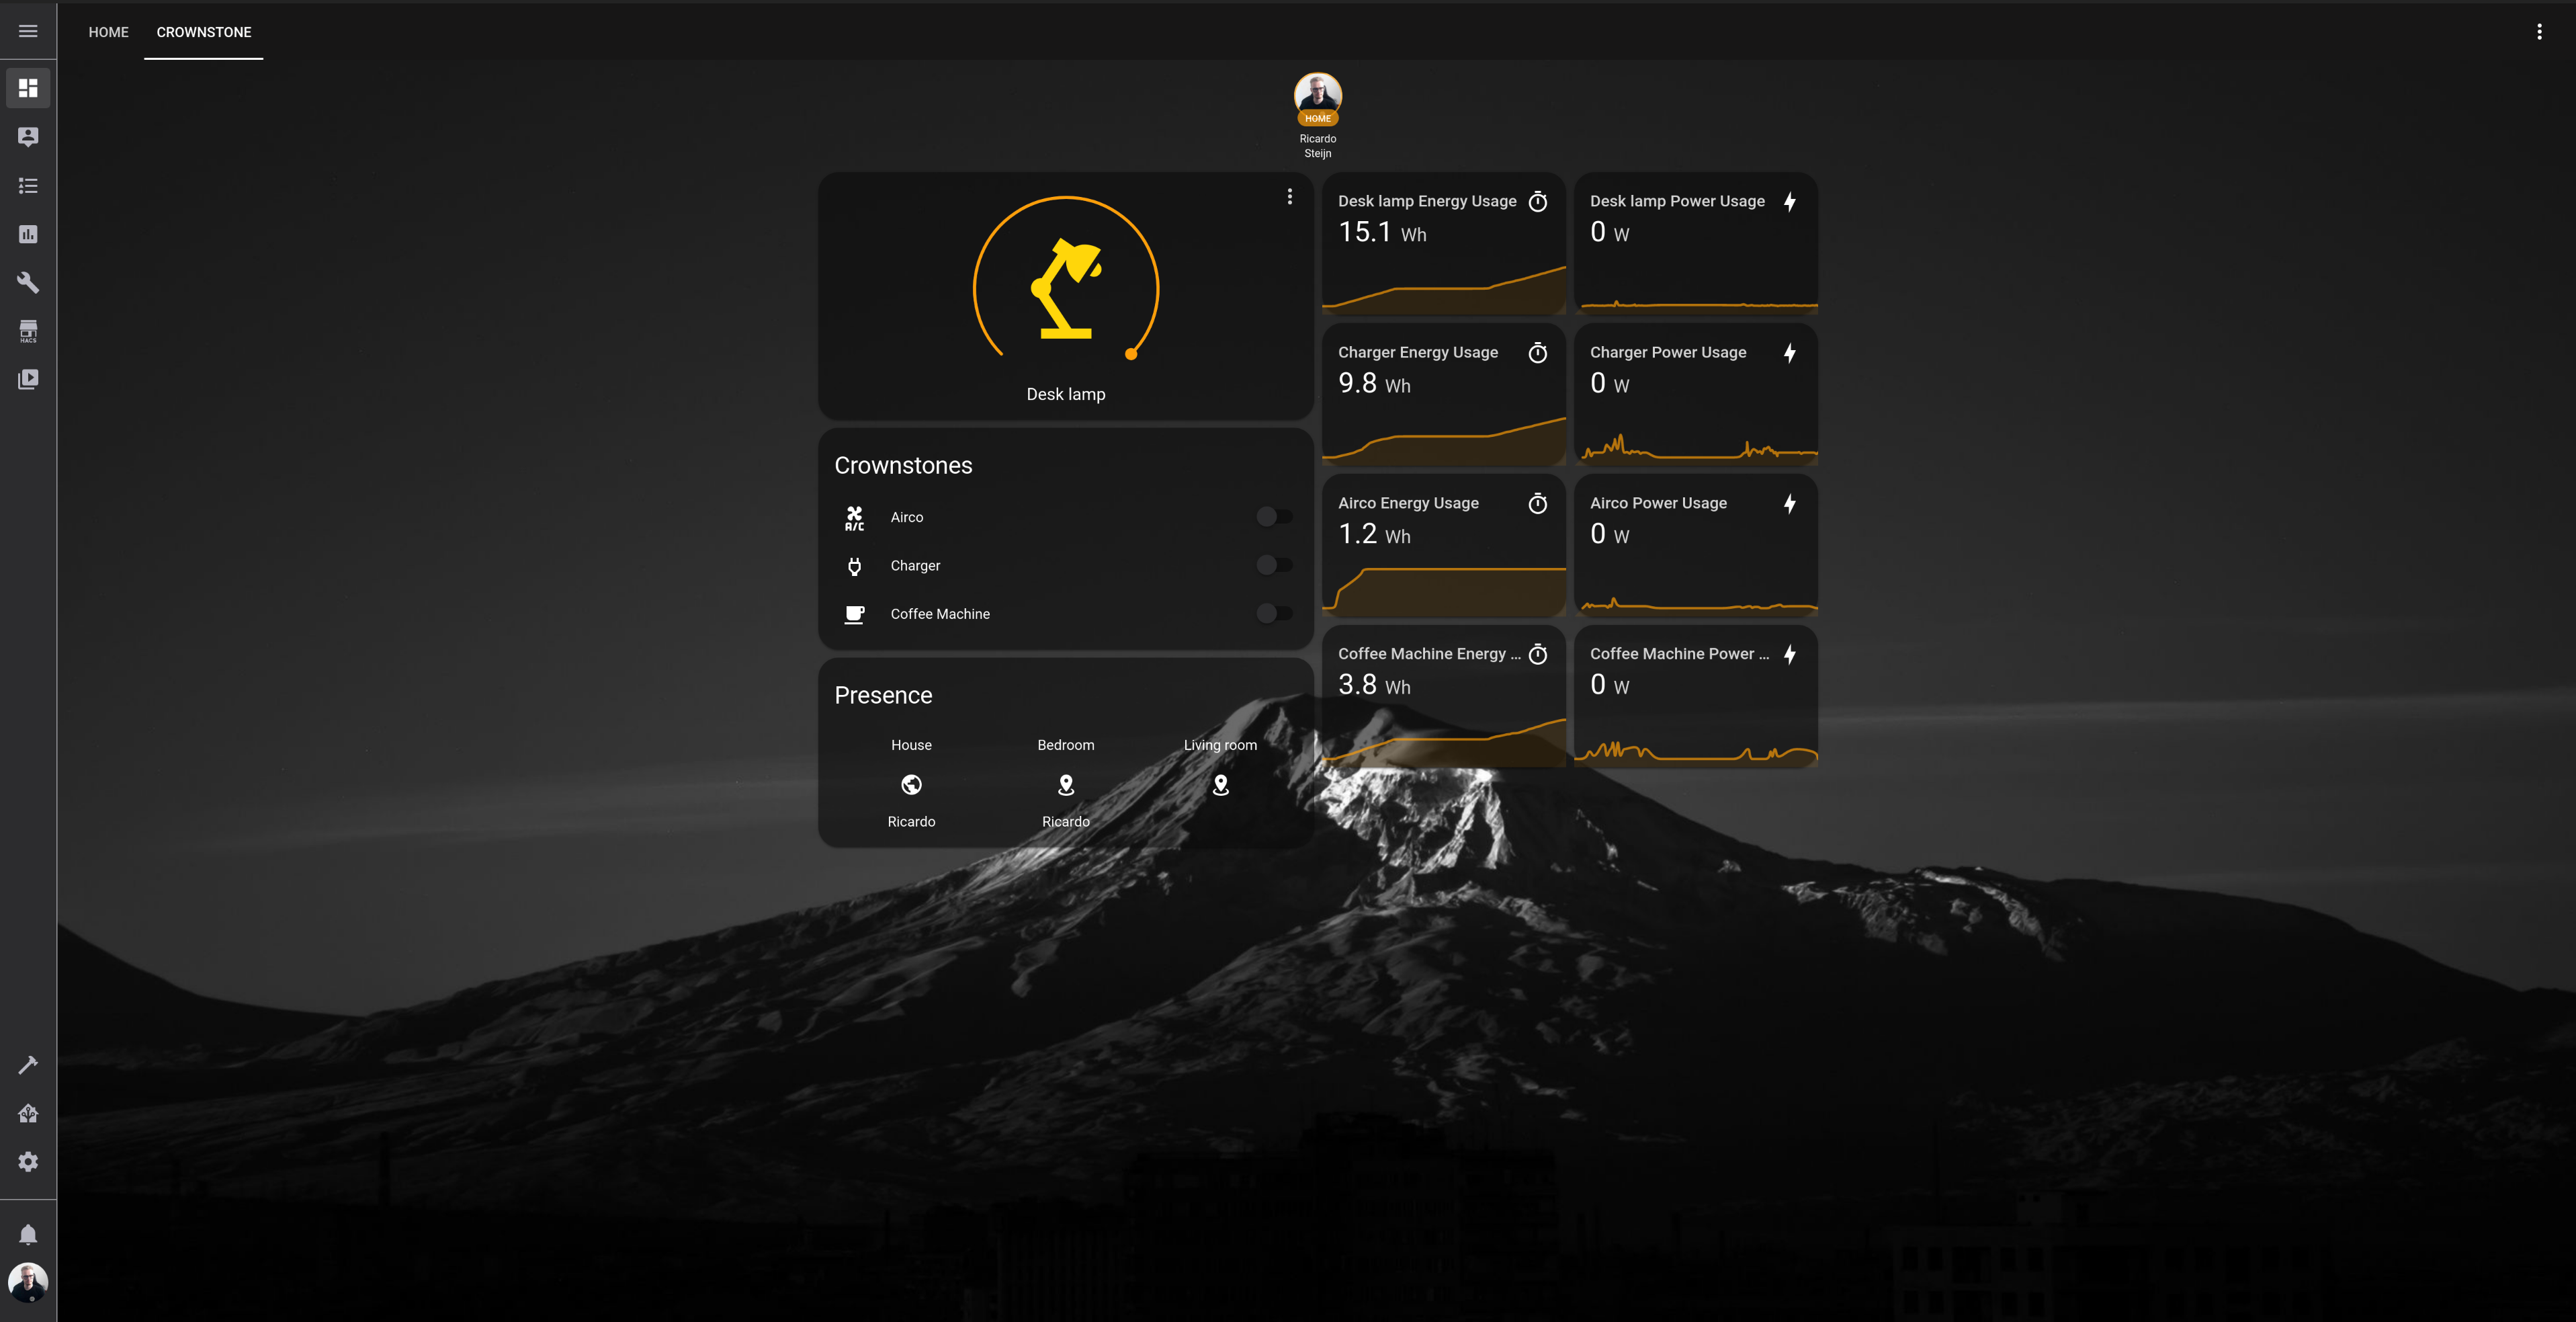 HOME CROWNSTONE
HOME
Ricardo
Steijn
Desk lamp
Crownstones
A/C Airco
Charger
Coffee Machine
Presence
House Bedroom Living room
Ricardo Ricardo
Desk lamp Energy Usage
15.1 Wh
Desk lamp Power Usage
0 W
Charger Energy Usage
9.8 Wh
Charger Power Usage
0 W
Airco Energy Usage
1.2 Wh
Airco Power Usage
0 W
Coffee Machine Energy ...
3.8 Wh
Coffee Machine Power ...
0 W
HACS